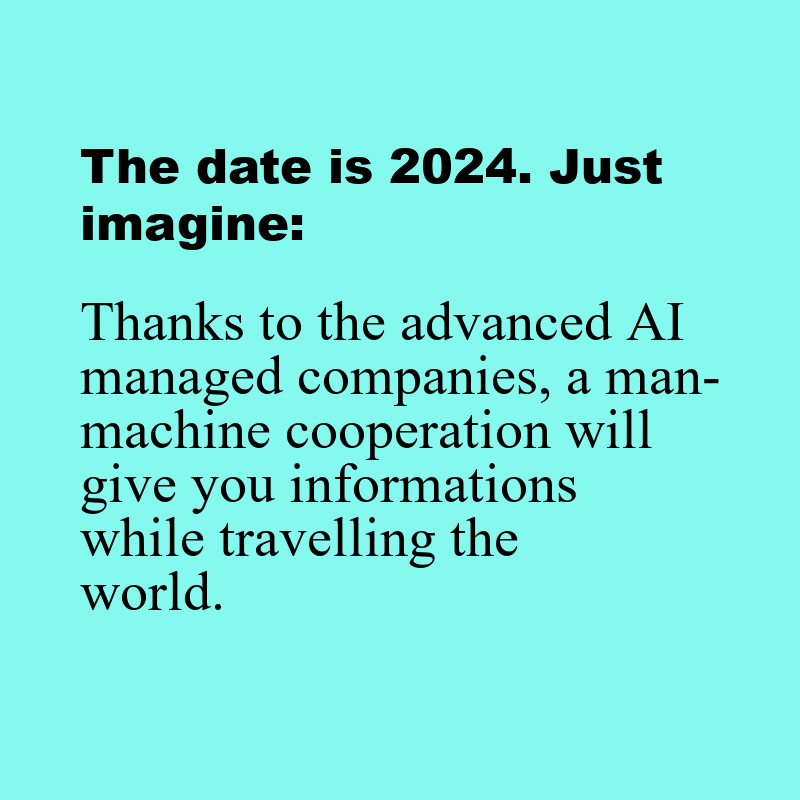 The date is 2024. Just
imagine:
Thanks to the advanced AI
managed companies, a man-
machine cooperation will
give you informations
while travelling the
world.